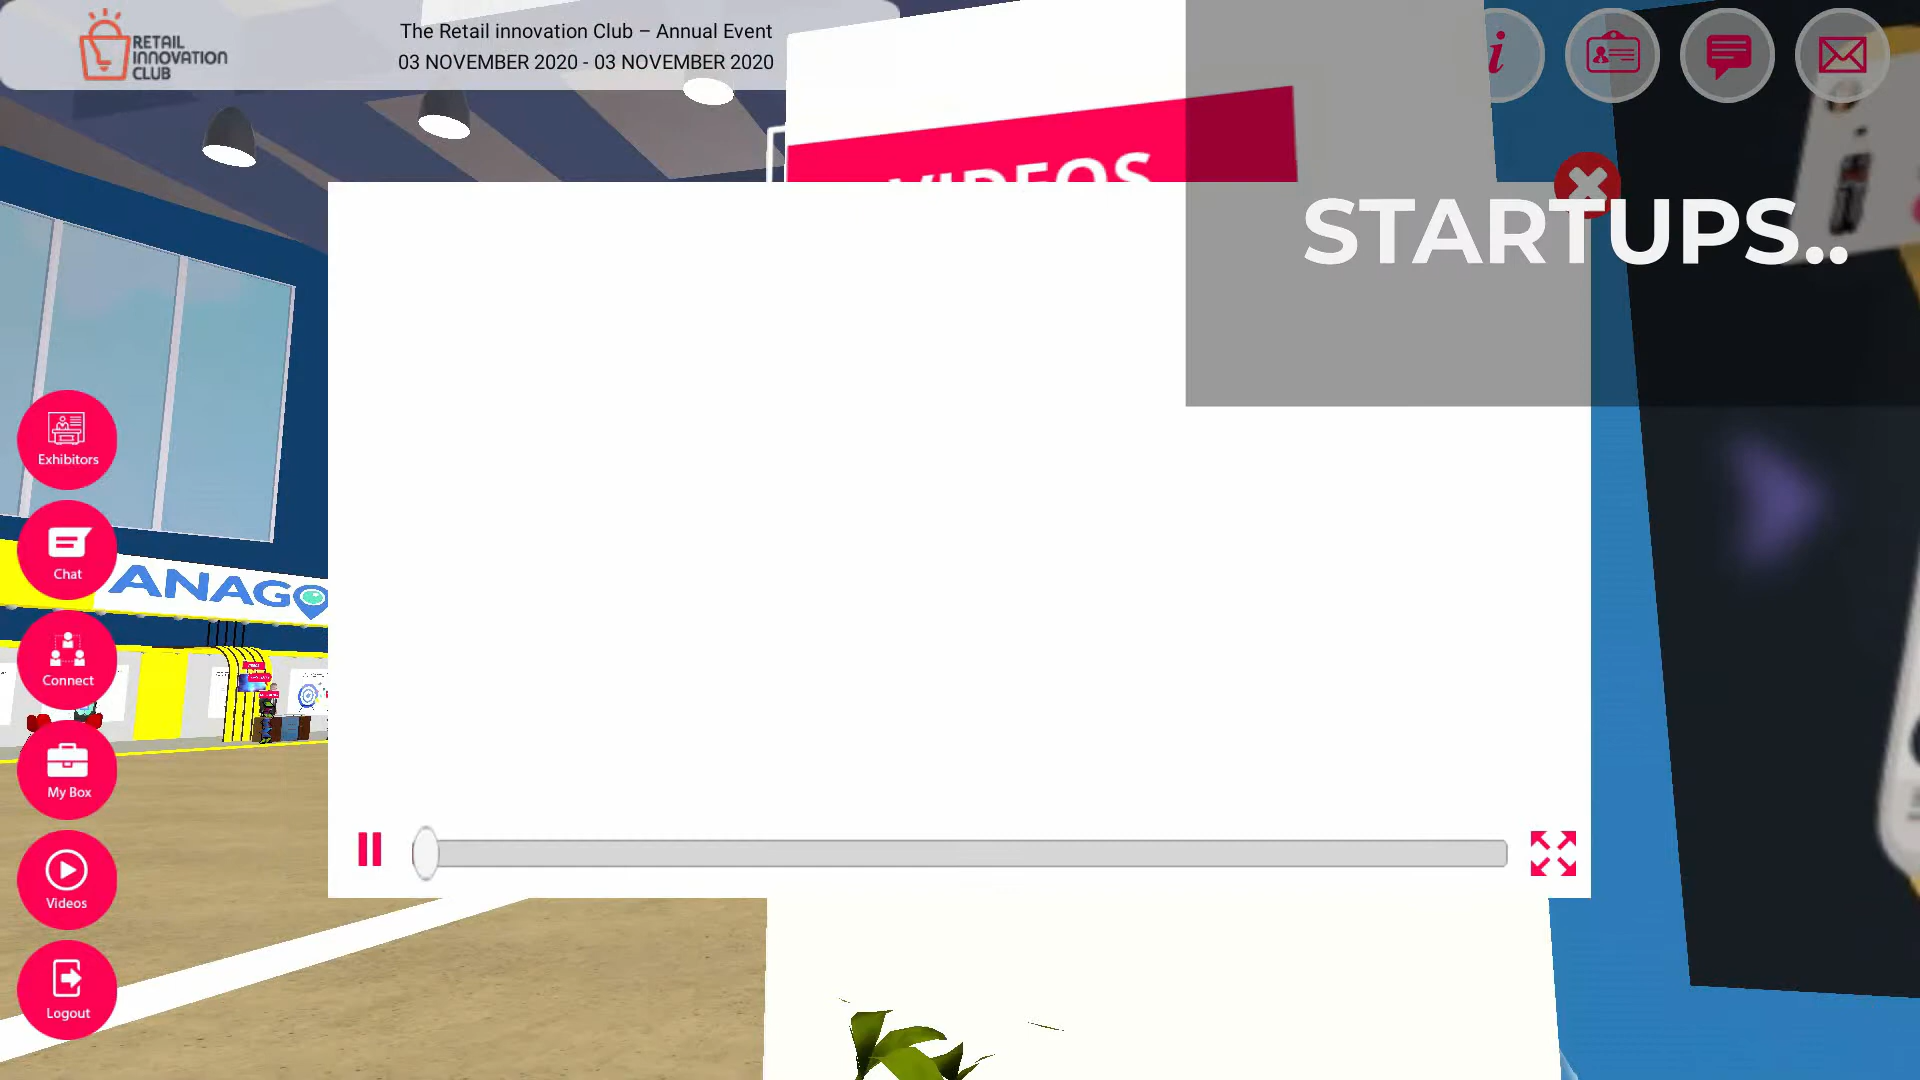 RETAIL
INNOVATION
CLUB
The Retail innovation Club – Annual Event
03 NOVEMBER 2020 - 03 NOVEMBER 2020
i
VIDEOS
STARTUPS..
Exhibitors
Chat
ANAGO
Connect
My Box
Videos
Logout